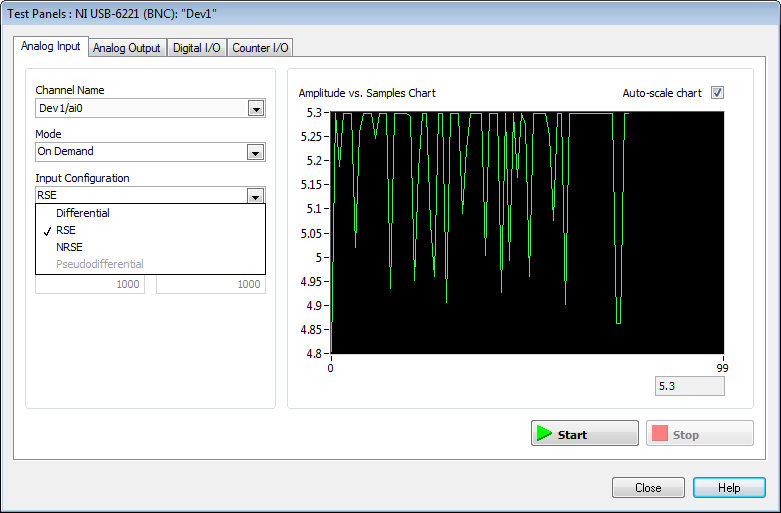 Test Panels : NI USB-6221 (BNC): "Dev1"
Analog Input
Analog Output
Digital I/O
Counter I/O
Channel Name
Dev1/ai0
Mode
On Demand
Input Configuration
RSE
Differential
RSE
NRSE
Pseudodifferential
1000
1000
Amplitude vs. Samples Chart
Auto-scale chart
5.3
5.25
5.2
5.15
5.1
5.05
5
4.95
4.9
4.85
4.8
0
99
5.3
Start
Stop
Close
Help